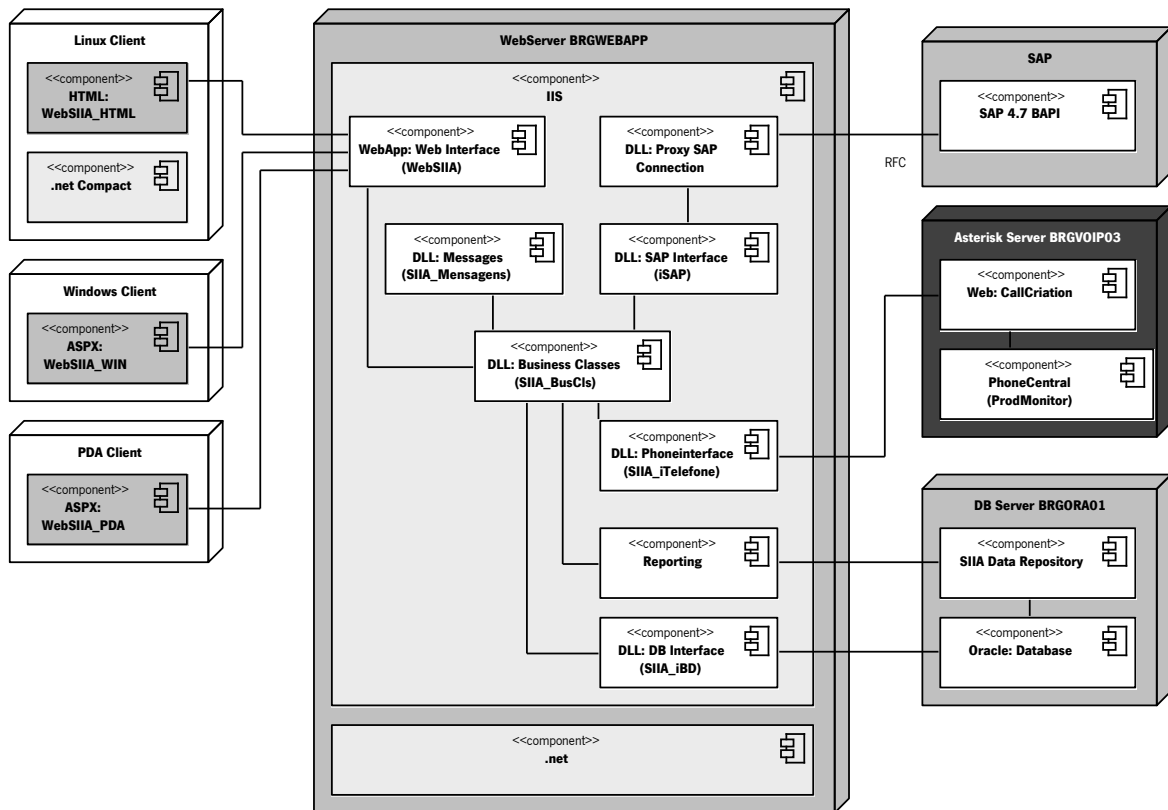 Linux Client
<<component>>
HTML:
WebSIIA_HTML
<<component>>
.net Compact
Windows Client
<<component>>
ASPX:
WebSIIA_WIN
PDA Client
<<component>>
ASPX:
WebSIIA_PDA
WebServer BRGWEBAPP
<<component>>
IIS
<<component>>
WebApp: Web Interface
(WebSIIA)
<<component>>
DLL: Proxy SAP
Connection
<<component>>
DLL: Messages
(SIIA_Mensagens)
<<component>>
DLL: SAP Interface
(iSAP)
<<component>>
DLL: Business Classes
(SIIA_BusCls)
<<component>>
DLL: Phoneinterface
(SIIA_iTelefone)
<<component>>
Reporting
<<component>>
DLL: DB Interface
(SIIA_iBD)
<<component>>
.net
RFC
SAP
<<component>>
SAP 4.7 BAPI
Asterisk Server BRGVOIP03
<<component>>
Web: CallCriation
<<component>>
PhoneCentral
(ProdMonitor)
DB Server BRGORA01
<<component>>
SIIA Data Repository
<<component>>
Oracle: Database